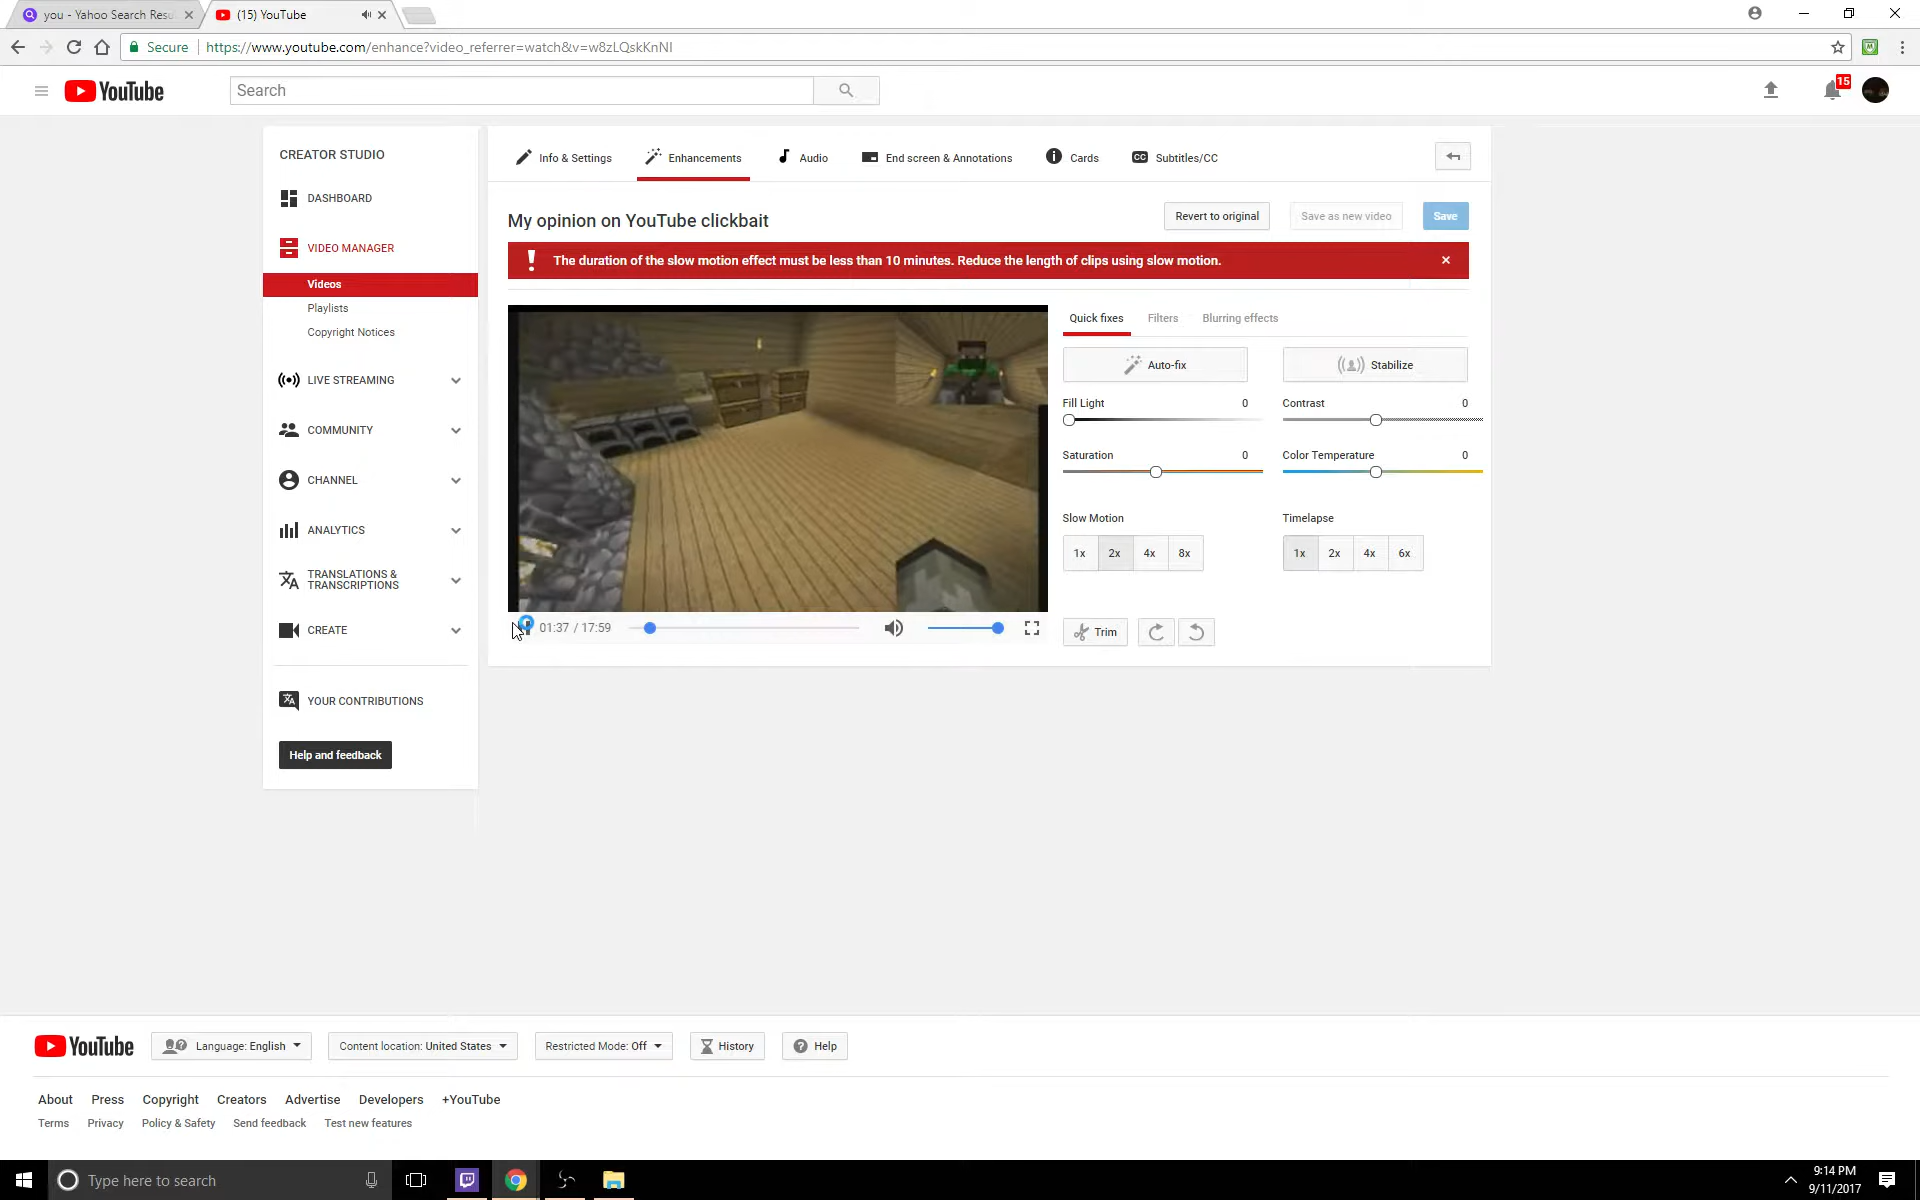 you - Yahoo Search Resu
(15) YouTube
Secure
https://www.youtube.com/enhance?video_referrer=watch&v=w8zLQskKnNI
YouTube
Search
15
CREATOR STUDIO
DASHBOARD
VIDEO MANAGER
Videos
Playlists
Copyright Notices
LIVE STREAMING
COMMUNITY
CHANNEL
ANALYTICS
TRANSLATIONS &
TRANSCRIPTIONS
CREATE
YOUR CONTRIBUTIONS
Help and feedback
Info & Settings
Enhancements
Audio
End screen & Annotations
Cards
CC Subtitles/CC
My opinion on YouTube clickbait
Revert to original
Save as new video
Save
The duration of the slow motion effect must be less than 10 minutes. Reduce the length of clips using slow motion.
01:37 / 17:59
Quick fixes
Filters
Blurring effects
Auto-fix
Stabilize
Fill Light 0
Contrast 0
Saturation 0
Color Temperature 0
Slow Motion
Timelapse
1x 2x 4x 8x
1x 2x 4x 6x
Trim
YouTube
Language: English
Content location: United States
Restricted Mode: Off
History
Help
About Press Copyright Creators Advertise Developers +YouTube
Terms Privacy Policy & Safety Send feedback Test new features
Type here to search
9:14 PM
9/11/2017